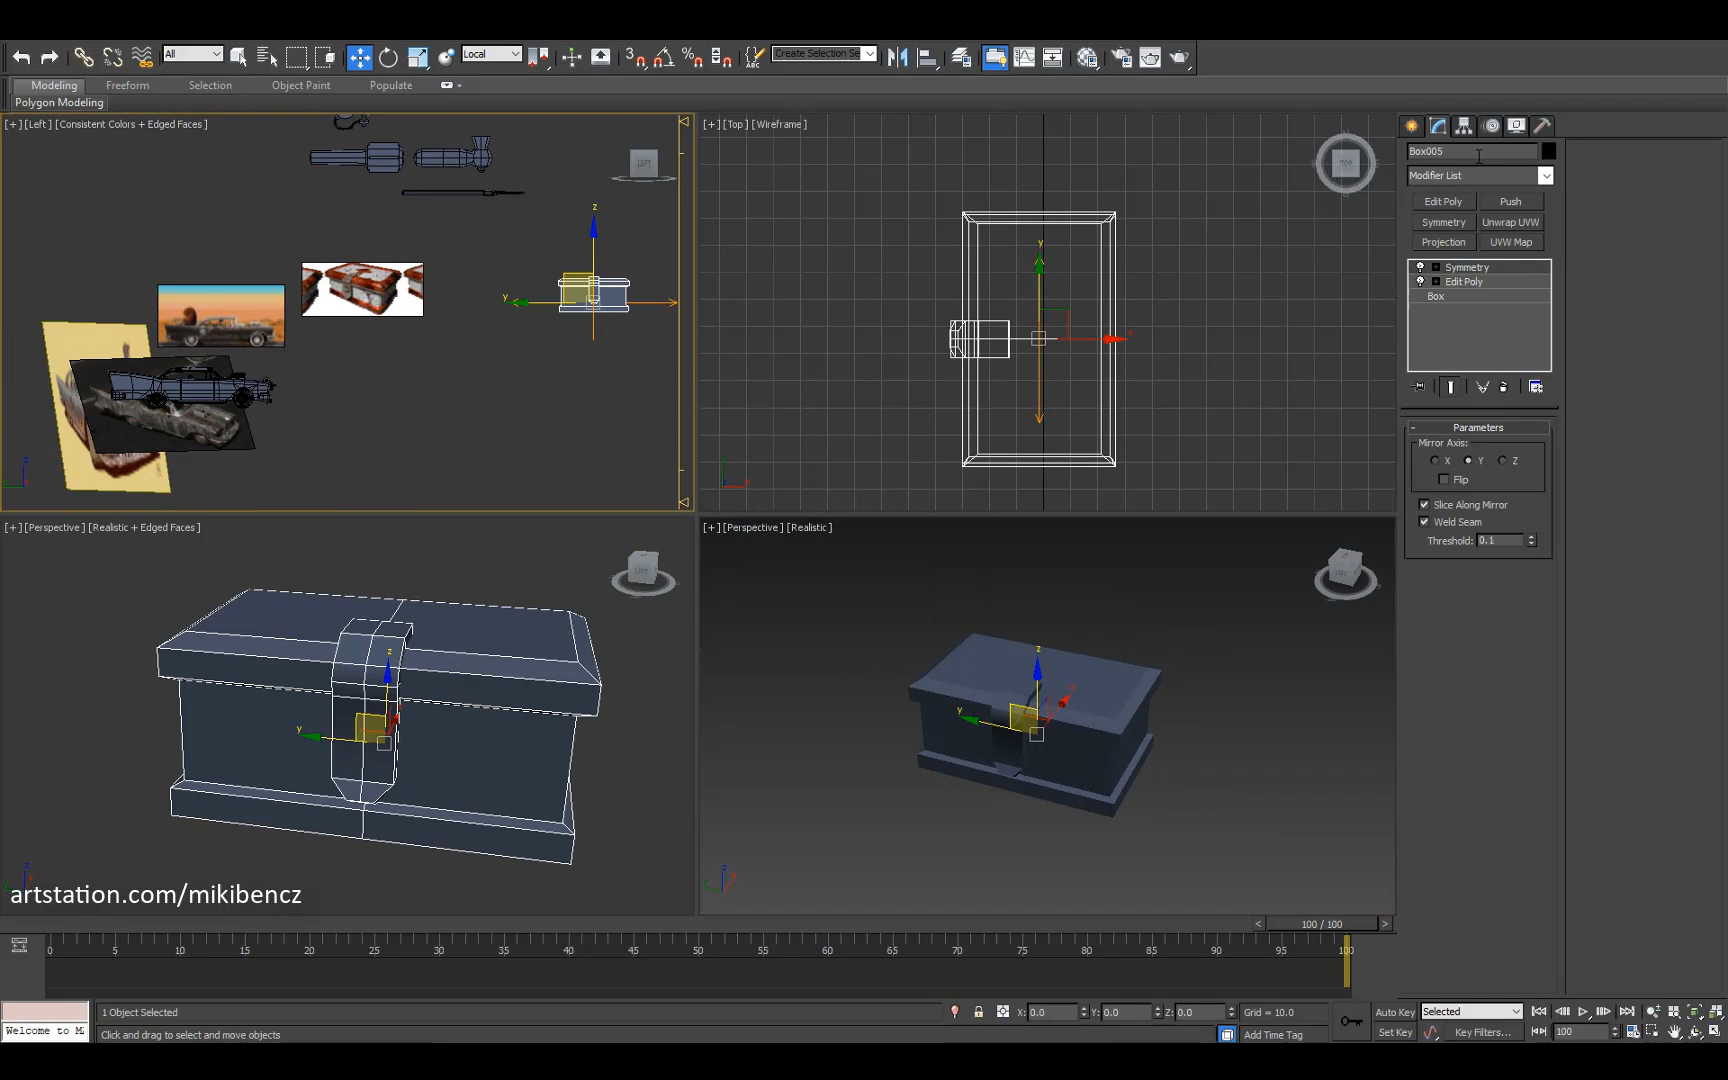 All
Local
Create Selection Se
Modeling Freeform Selection Object Paint Populate
Polygon Modeling
[+] [Left] [Consistent Colors + Edged Faces]
[+] [Top] [Wireframe]
LEFT
TOP
z
y
y
x
z
Box005
Modifier List
Edit Poly Push
Symmetry Unwrap UVW
Projection UVW Map
Symmetry
Edit Poly
Box
Parameters
Mirror Axis:
X Y Z
Flip
Slice Along Mirror
Weld Seam
Threshold: 0.1
[+] [Perspective] [Realistic + Edged Faces]
[+] [Perspective] [Realistic]
LEFT
z
y
z
y
z
z
artstation.com/mikibencz
< 100 / 100 >
0 5 10 15 20 25 30 35 40 45 50 55 60 65 70 75 80 85 90 95 100
1 Object Selected
X: 0.0 Y: 0.0 Z: 0.0 Grid = 10.0
Auto Key Selected
Welcome to M
Click and drag to select and move objects
Add Time Tag
Set Key Key Filters...
100